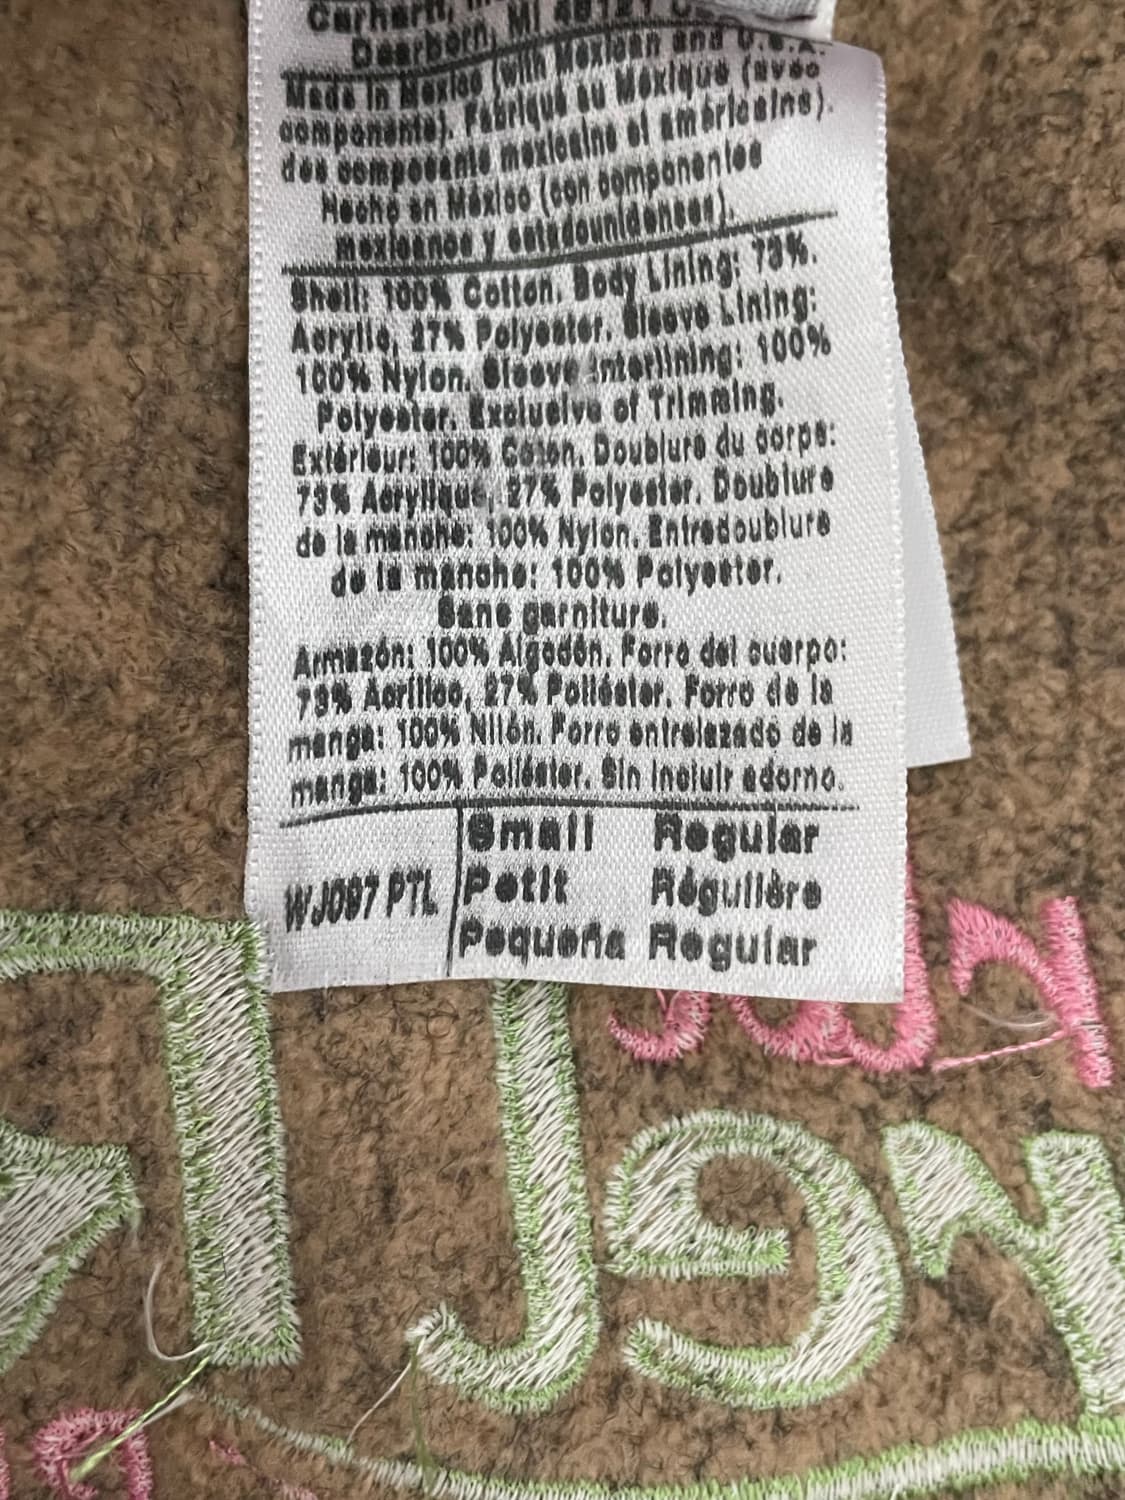 Carhartt, MI 48121
Dearborn,
Made in Mexico (with Mexican and U.S.A.
components). Fabriqué au Mexique (avec
des composants mexicains et américains).
Hecho en México (con componentes
mexicanos y estadounidenses).
Shell: 100% Cotton. Body Lining: 73%.
Acrylic, 27% Polyester. Sleeve Lining:
100% Nylon. Sleeve Interlining: 100%
Polyester. Exclusive of Trimming.
Extérieur: 100% Coton. Doublure du corps:
73% Acrylique, 27% Polyester. Doublure
de la manche: 100% Nylon. Entredoublure
de la manche: 100% Polyester.
Sans garniture.
Armazón: 100% Algodón. Forro del cuerpo:
73% Acrílico, 27% Poliéster. Forro de la
manga: 100% Nilón. Forro entrelazado de la
manga: 100% Poliéster. Sin incluir adorno.
WJ097 PTL
Small Regular
Petit Régulière
Pequeña Regular